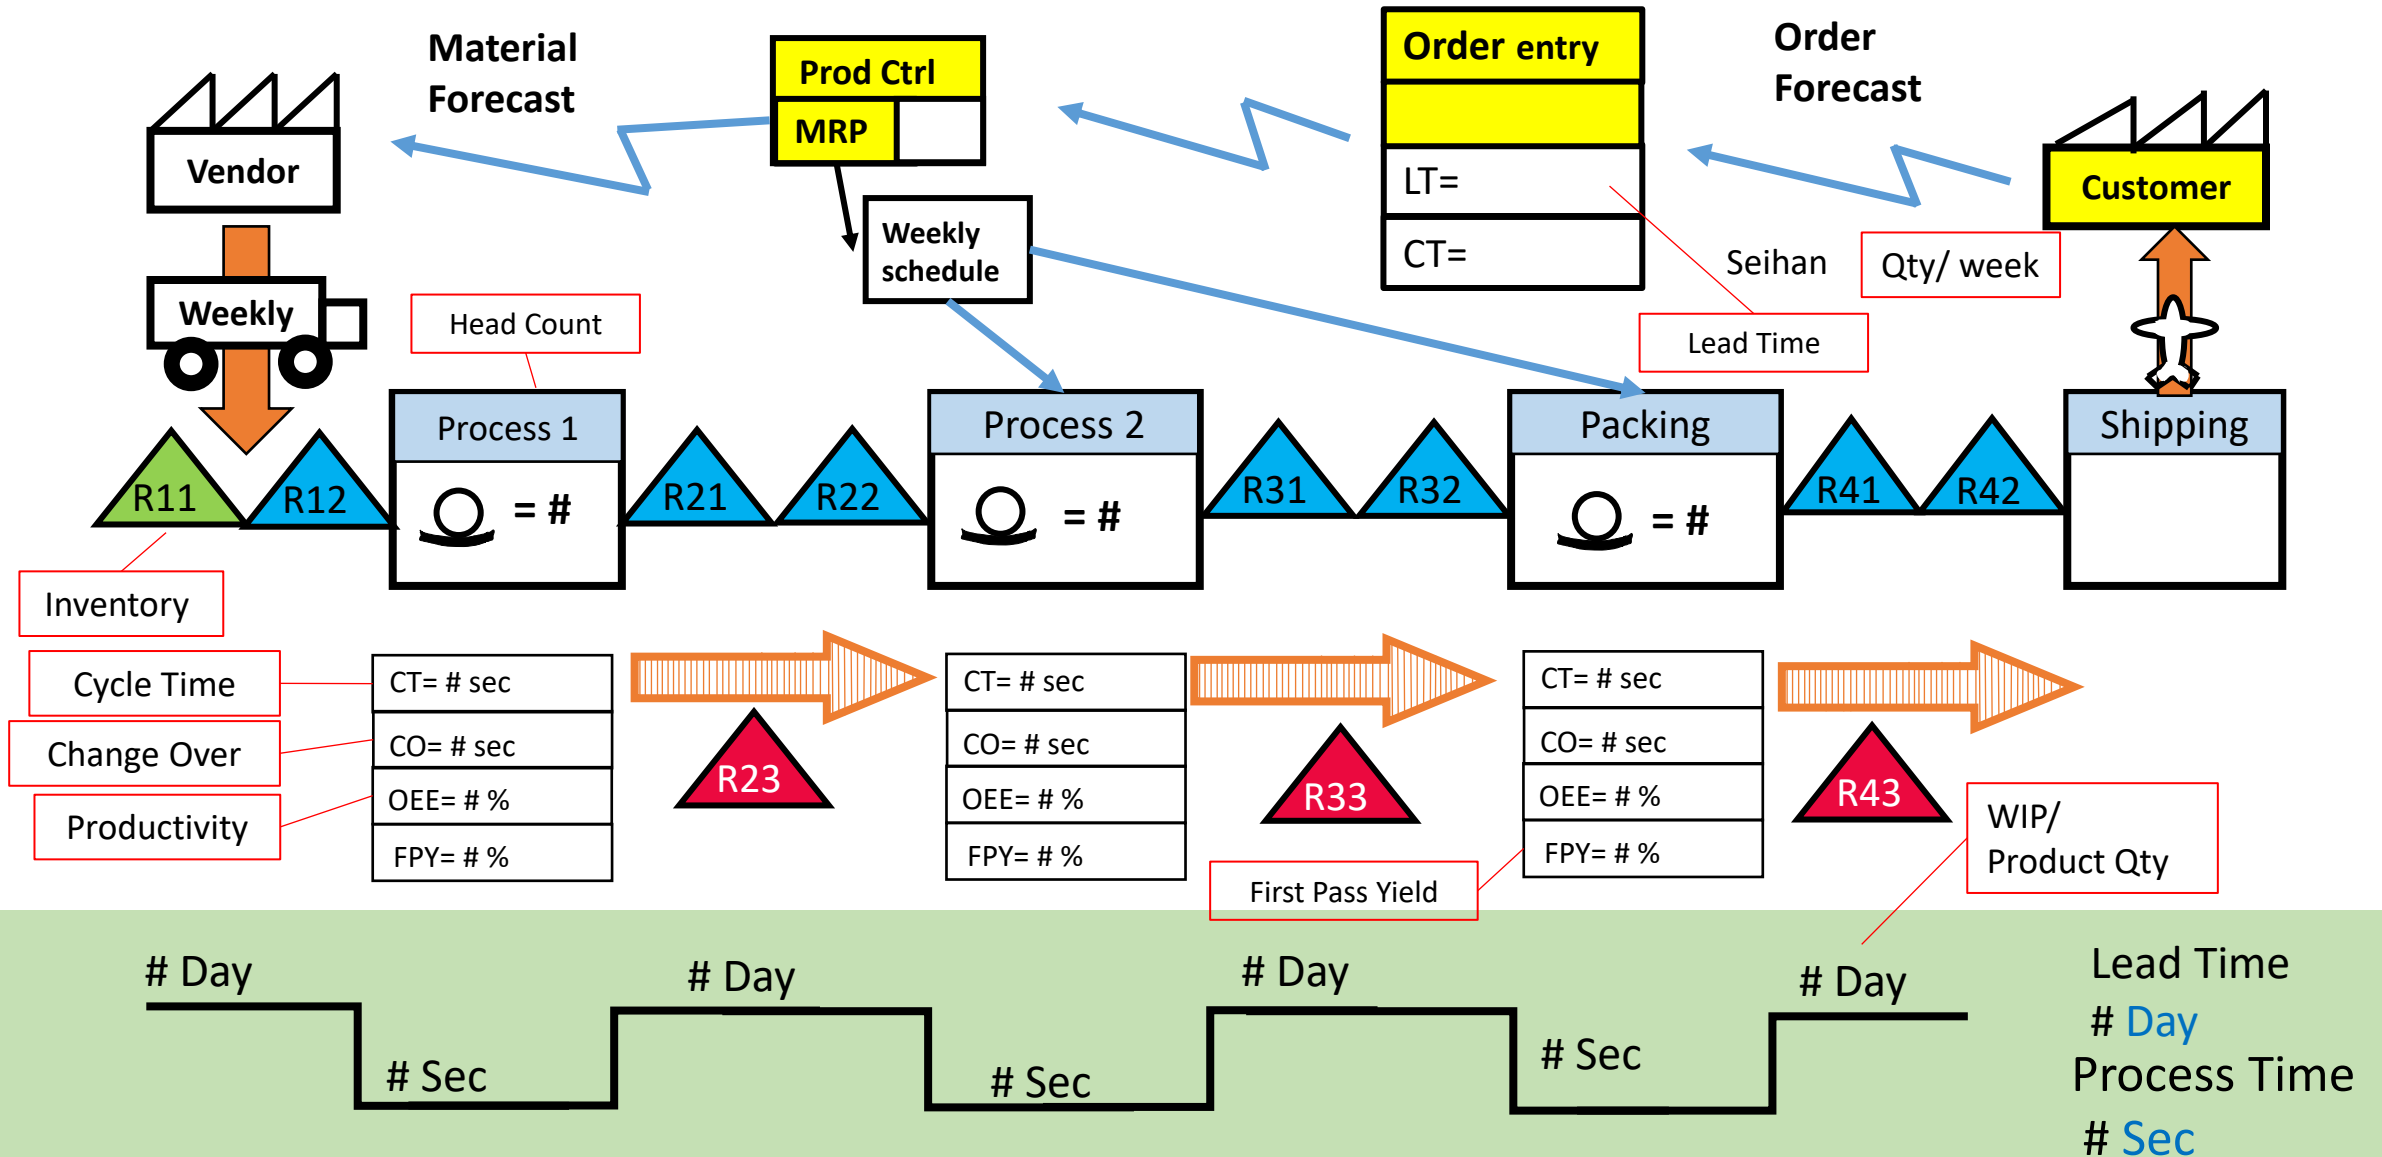 Material
Forecast
Prod Ctrl
MRP
Order entry
Order
Forecast
Vendor
Customer
LT=
CT=
Weekly
schedule
Seihan
Qty/ week
Weekly
Head Count
Lead Time
Process 1
Process 2
Packing
Shipping
R11
R12
= #
R21
R22
= #
R31
R32
= #
R41
R42
Inventory
Cycle Time
Change Over
Productivity
CT= # sec
CO= # sec
OEE= # %
FPY= # %
R23
CT= # sec
CO= # sec
OEE= # %
FPY= # %
R33
First Pass Yield
CT= # sec
CO= # sec
OEE= # %
FPY= # %
R43
WIP/
Product Qty
# Day
# Sec
# Day
# Sec
# Day
# Sec
# Day
Lead Time
# Day
Process Time
# Sec